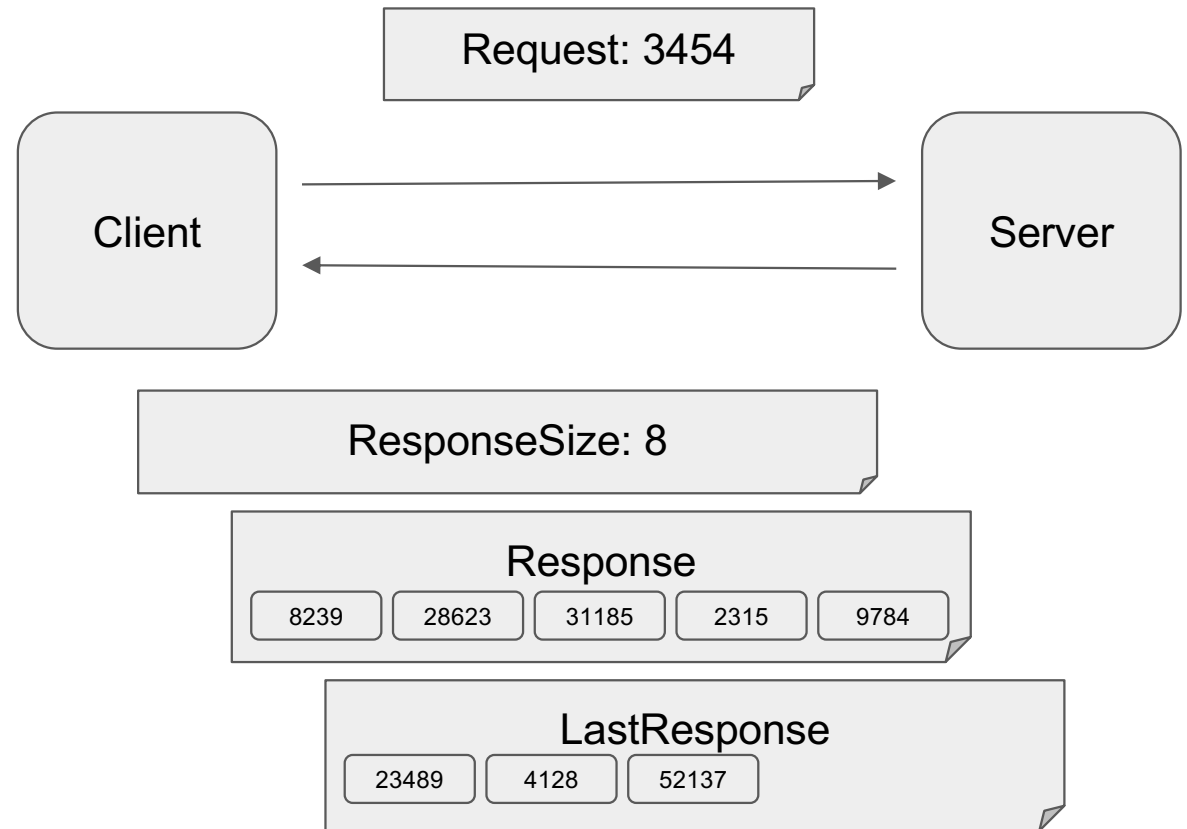 Request: 3454
Client
Server
ResponseSize: 8
Response
8239 28623 31185 2315 9784
LastResponse
23489 4128 52137